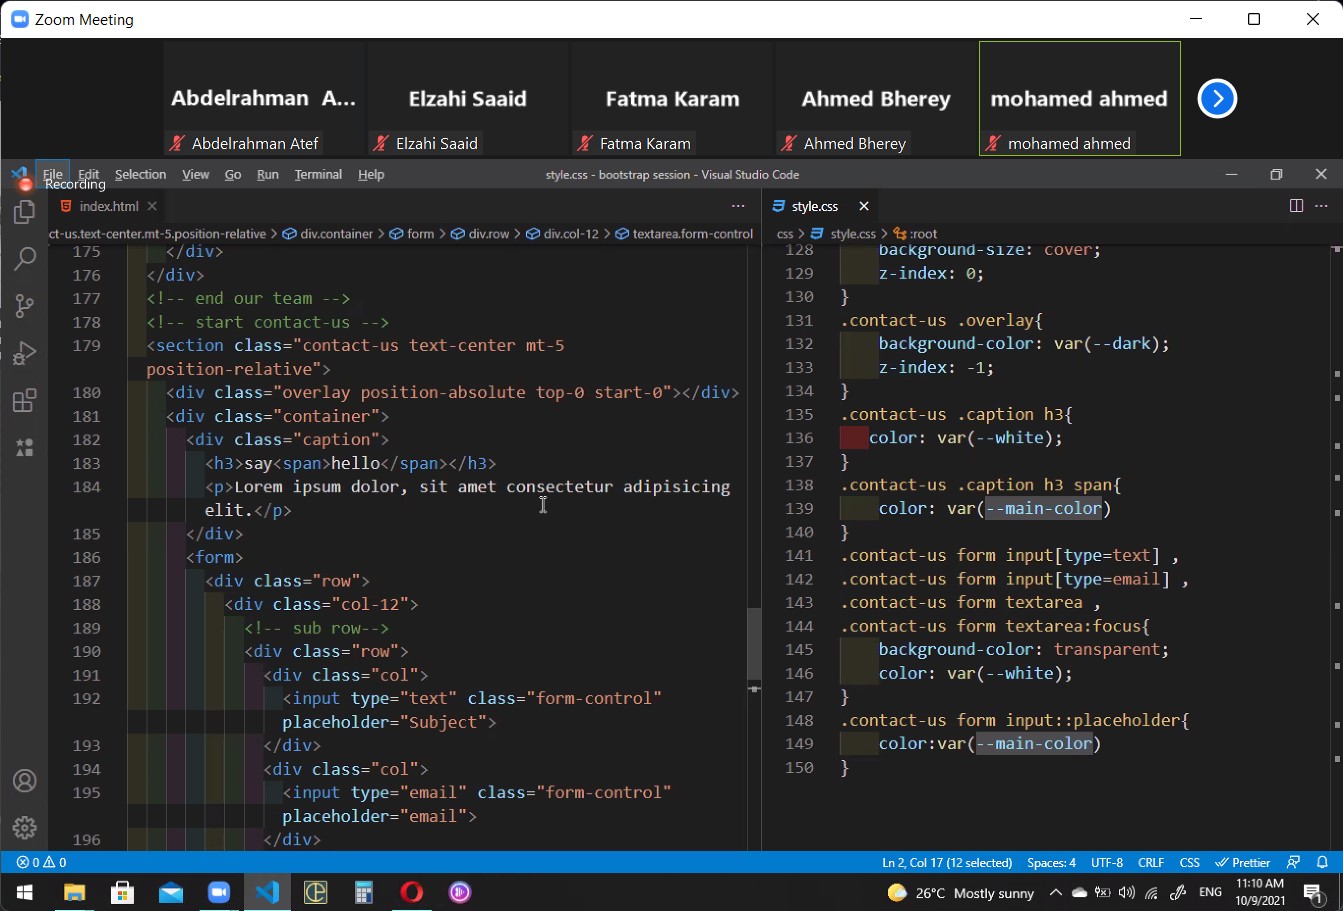 Zoom Meeting
Abdelrahman A...
Elzahi Saaid
Fatma Karam
Ahmed Bherey
mohamed ahmed
Abdelrahman Atef
Elzahi Saaid
Fatma Karam
Ahmed Bherey
mohamed ahmed
File Edit Selection View Go Run Terminal Help
style.css - bootstrap session - Visual Studio Code
Recording
index.html
ct-us.text-center.mt-5.position-relative > div.container > form > div.row > div.col-12 > textarea.form-control
175 </div>
176 </div>
177 <!-- end our team -->
178 <!-- start contact-us -->
179 <section class="contact-us text-center mt-5
position-relative">
180 <div class="overlay position-absolute top-0 start-0"></div>
181 <div class="container">
182 <div class="caption">
183 <h3>say<span>hello</span></h3>
184 <p>Lorem ipsum dolor, sit amet consectetur adipisicing
elit.</p>
185 </div>
186 <form>
187 <div class="row">
188 <div class="col-12">
189 <!-- sub row-->
190 <div class="row">
191 <div class="col">
192 <input type="text" class="form-control"
placeholder="Subject">
193 </div>
194 <div class="col">
195 <input type="email" class="form-control"
placeholder="email">
196 </div>
style.css
css > style.css > :root
128 background-size: cover;
129 z-index: 0;
130 }
131 .contact-us .overlay{
132 background-color: var(--dark);
133 z-index: -1;
134 }
135 .contact-us .caption h3{
136 color: var(--white);
137 }
138 .contact-us .caption h3 span{
139 color: var(--main-color)
140 }
141 .contact-us form input[type=text] ,
142 .contact-us form input[type=email] ,
143 .contact-us form textarea ,
144 .contact-us form textarea:focus{
145 background-color: transparent;
146 color: var(--white);
147 }
148 .contact-us form input::placeholder{
149 color:var(--main-color)
150 }
0 0
Ln 2, Col 17 (12 selected) Spaces: 4 UTF-8 CRLF CSS Prettier
26°C Mostly sunny
ENG
11:10 AM
10/9/2021
1